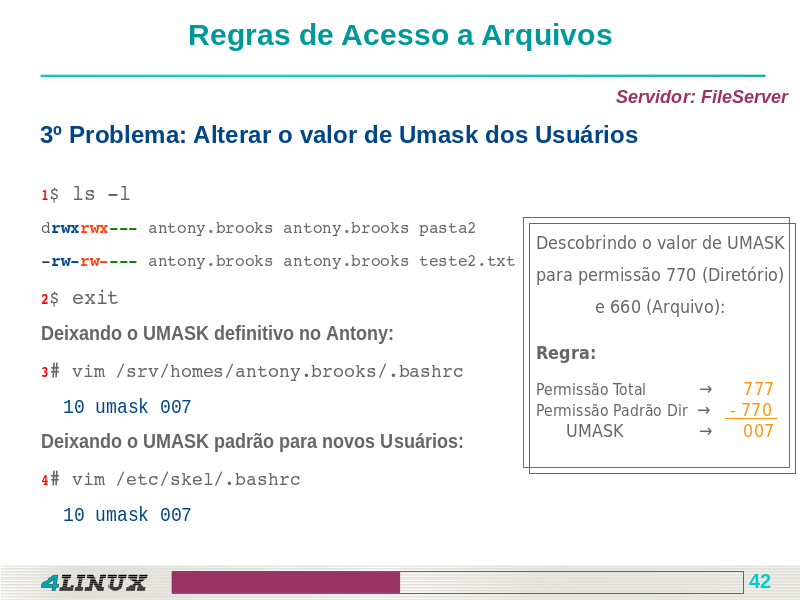 Regras de Acesso a Arquivos
Servidor: FileServer
3º Problema: Alterar o valor de Umask dos Usuários
1$ ls -l
drwxrwx--- antony.brooks antony.brooks pasta2
-rw-rw---- antony.brooks antony.brooks teste2.txt
2$ exit
Deixando o UMASK definitivo no Antony:
3# vim /srv/homes/antony.brooks/.bashrc
10 umask 007
Deixando o UMASK padrão para novos Usuários:
4# vim /etc/skel/.bashrc
10 umask 007
Descobrindo o valor de UMASK
para permissão 770 (Diretório)
e 660 (Arquivo):
Regra:
Permissão Total → 777
Permissão Padrão Dir → - 770
UMASK → 007
4LINUX
42